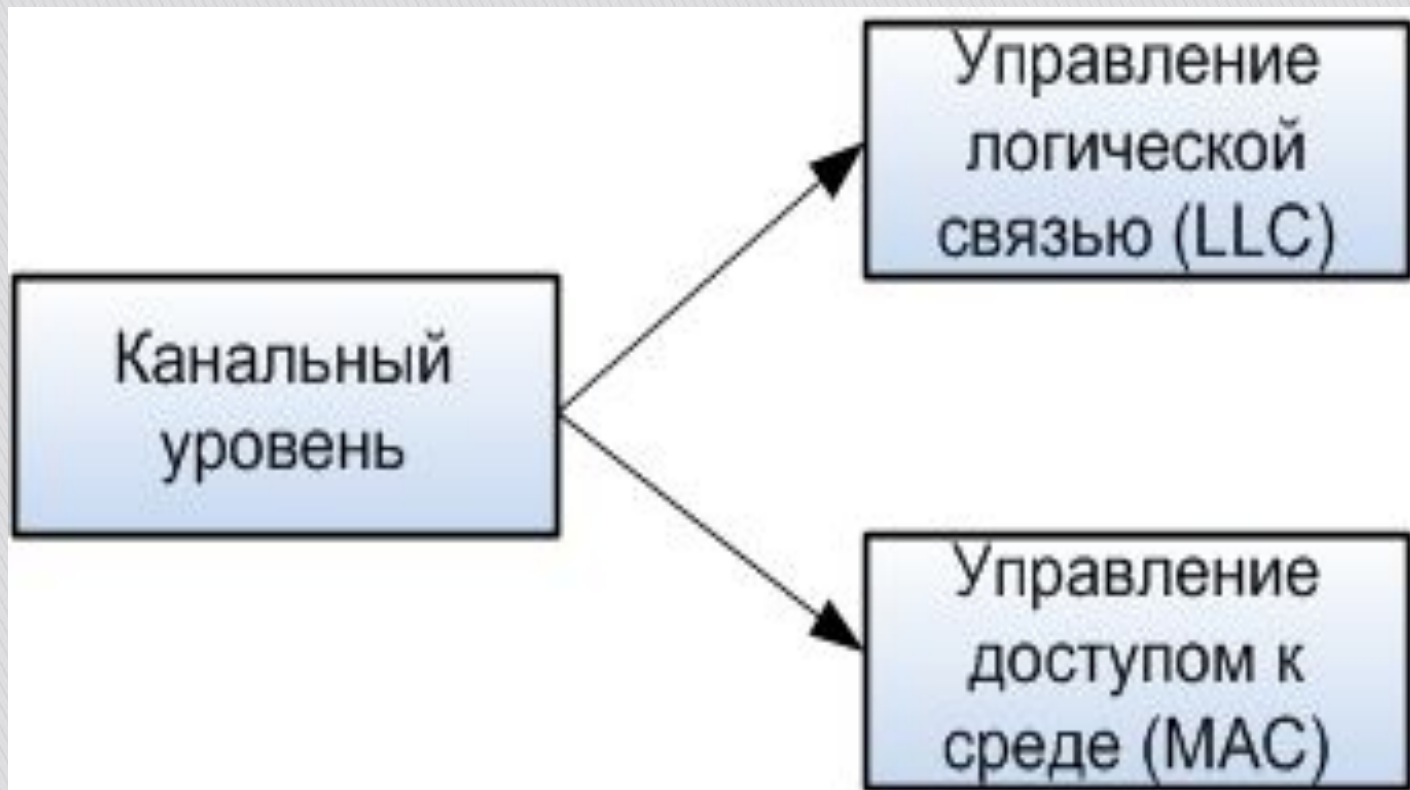 Канальный
уровень
Управление
логической
связью (LLC)
Управление
доступом к
среде (MAC)